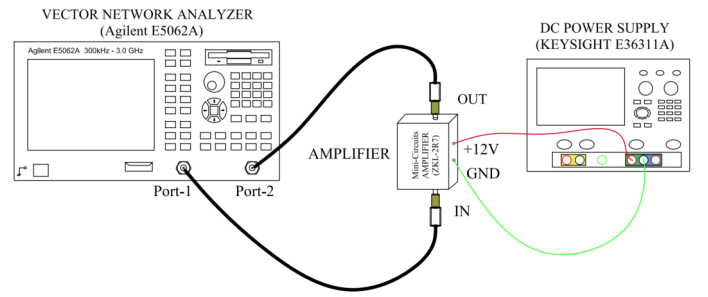 VECTOR NETWORK ANALYZER
(Agilent E5062A)
Agilent E5062A 300kHz - 3.0 GHz
Port-1
Port-2
AMPLIFIER
OUT
Mini-Circuits
AMPLIFIER
(ZKL-2R7)
+12V
GND
IN
DC POWER SUPPLY
(KEYSIGHT E36311A)